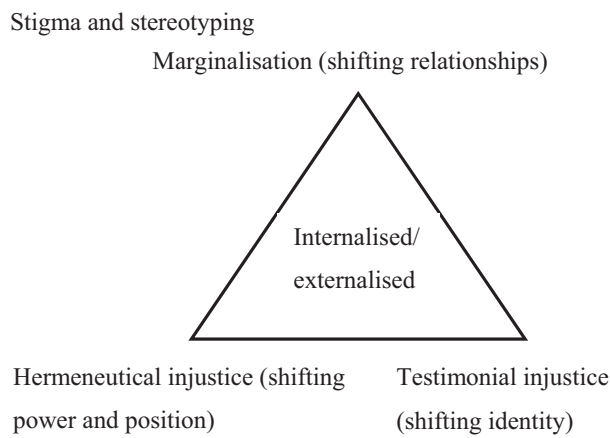 Stigma and stereotyping
Marginalisation (shifting relationships)
Internalised/
externalised
Hermeneutical injustice (shifting
power and position)
Testimonial injustice
(shifting identity)